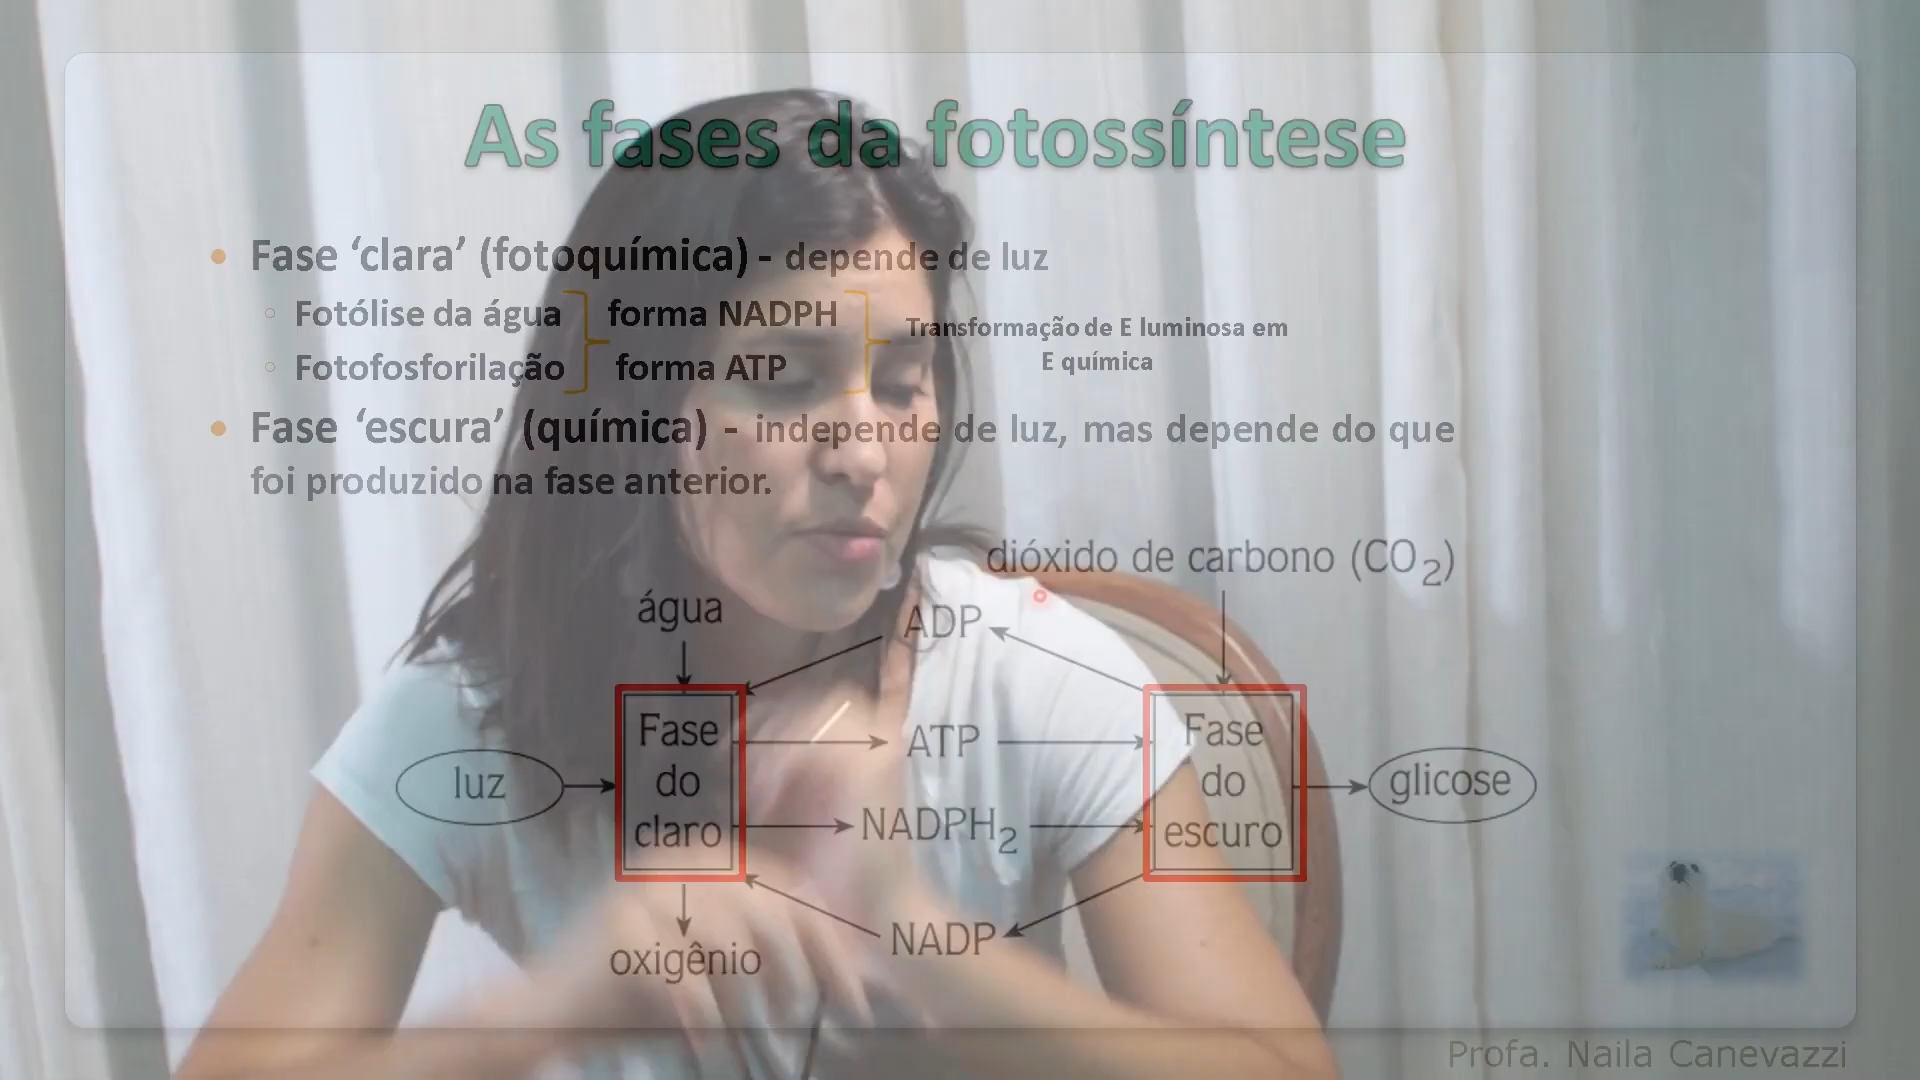 As fases da fotossíntese
• Fase ‘clara’ (fotoquímica) - depende de luz
◦ Fotólise da água forma NADPH
◦ Fotofosforilação forma ATP
Transformação de E luminosa em
E química
• Fase ‘escura’ (química) - independe de luz, mas depende do que
foi produzido na fase anterior.
dióxido de carbono (CO2)
água
ADP
Fase
do
claro
luz
ATP
NADPH2
Fase
do
escuro
glicose
NADP
oxigênio
Profa. Naila Canevazzi